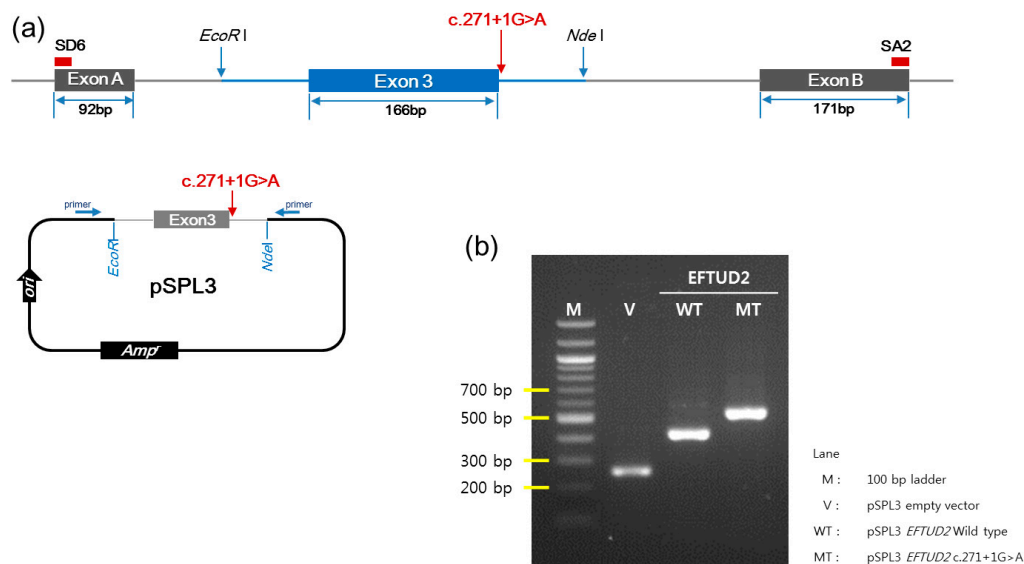 (a)
c.271+1G>A
EcoR I
Nde I
SD6
SA2
Exon A
Exon 3
Exon B
92bp
166bp
171bp
c.271+1G>A
primer
primer
Exon3
EcoRI
NdeI
ori
pSPL3
Ampr
(b)
EFTUD2
M V WT MT
700 bp
500 bp
300 bp
200 bp
Lane
M : 100 bp ladder
V : pSPL3 empty vector
WT : pSPL3 EFTUD2 Wild type
MT : pSPL3 EFTUD2 c.271+1G>A